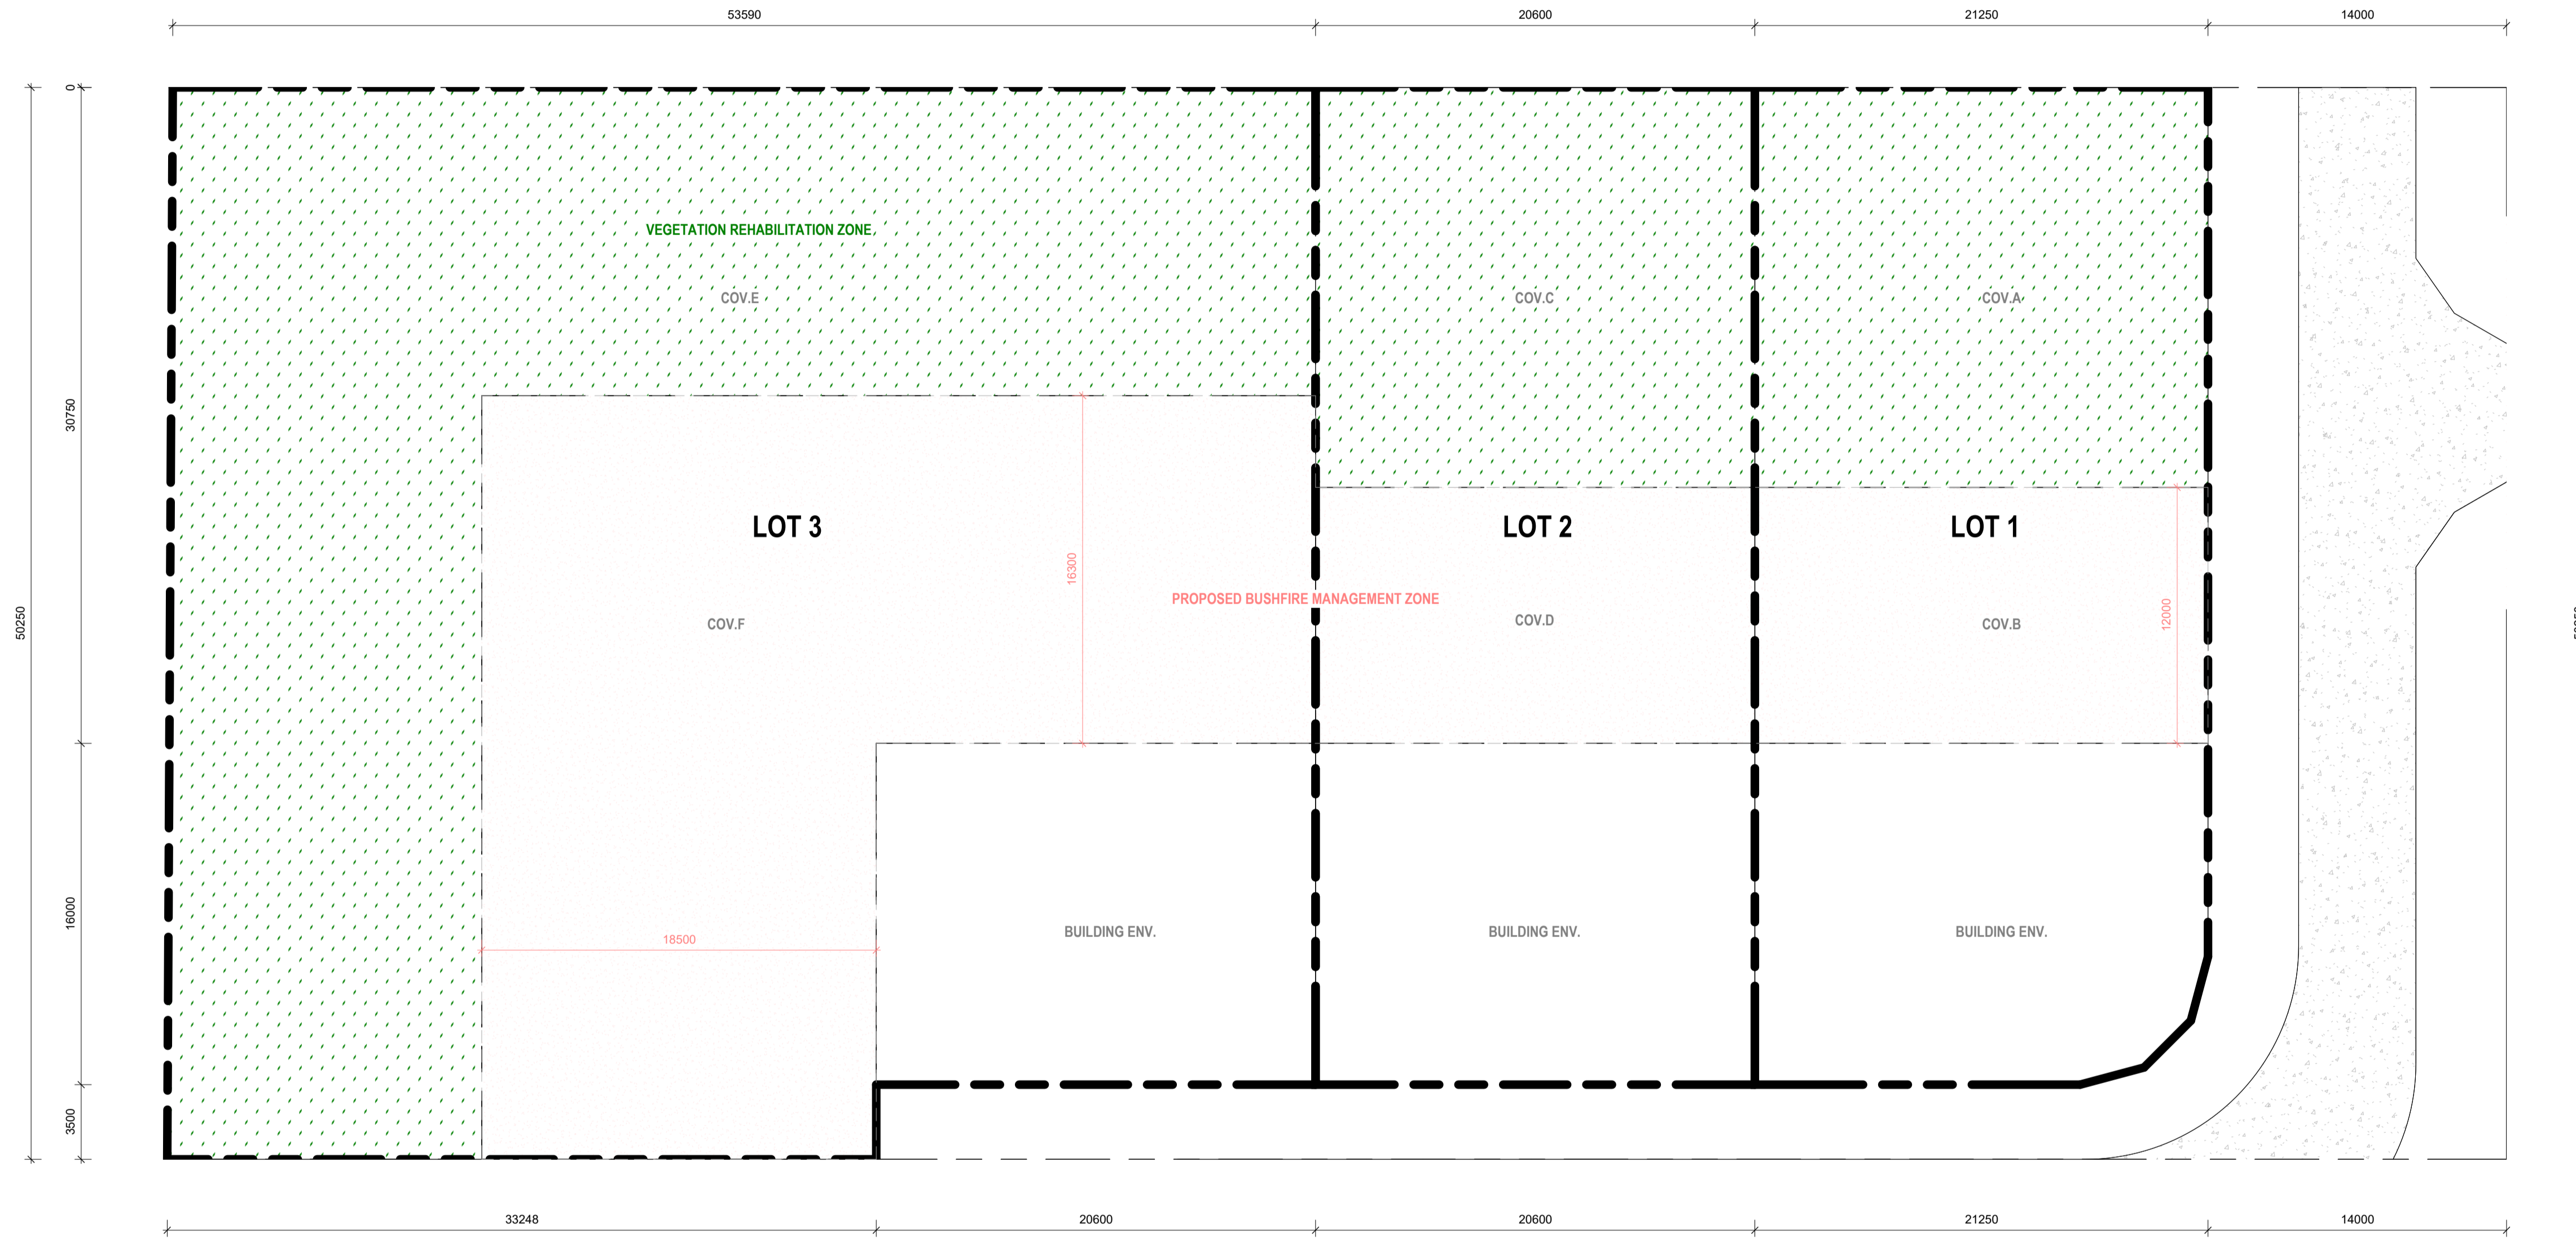 53590
20600
21250
14000
0
VEGETATION REHABILITATION ZONE
COV.E
COV.C
COV.A
30750
LOT 3
LOT 2
LOT 1
16300
PROPOSED BUSHFIRE MANAGEMENT ZONE
12000
COV.F
COV.D
COV.B
50250
16000
18500
BUILDING ENV.
BUILDING ENV.
BUILDING ENV.
3500
33248
20600
20600
21250
14000